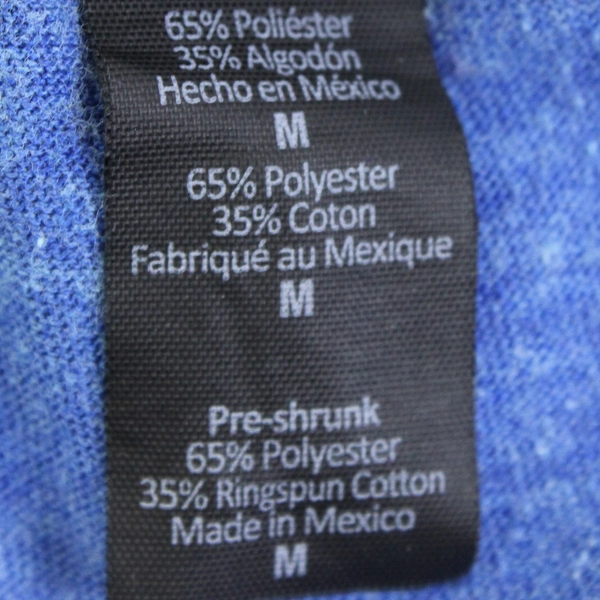 65% Poliéster
35% Algodón
Hecho en México
M
65% Polyester
35% Coton
Fabriqué au Mexique
M
Pre-shrunk
65% Polyester
35% Ringspun Cotton
Made in Mexico
M